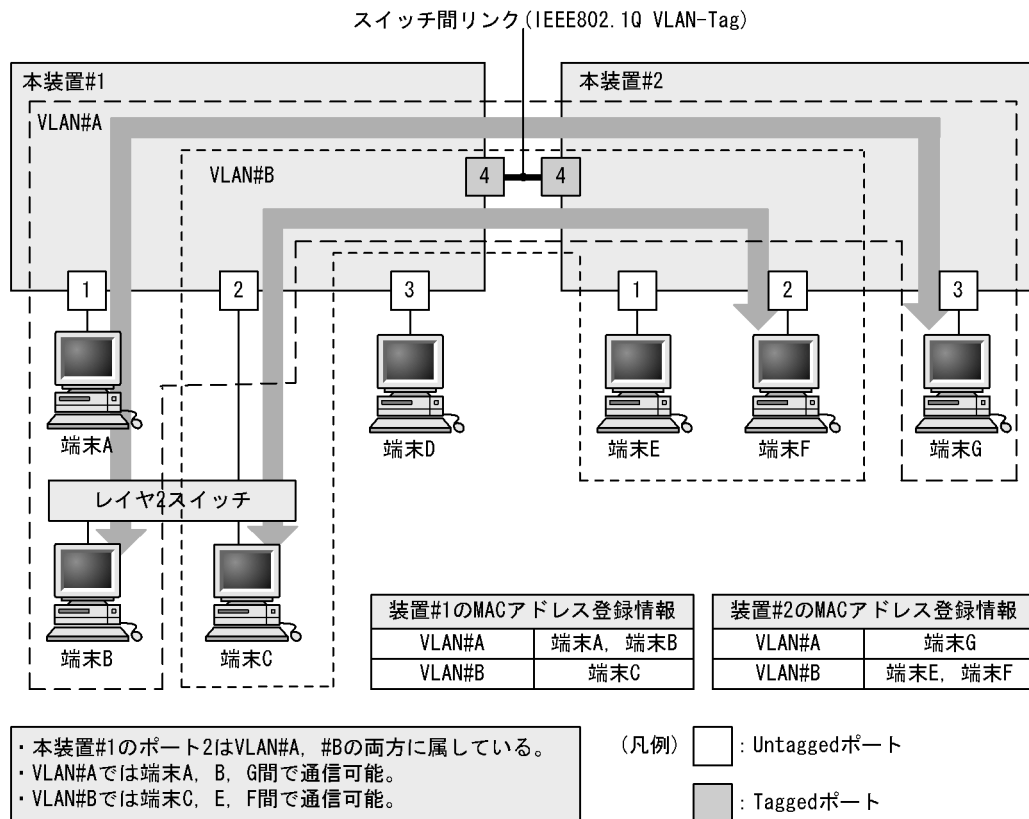 スイッチ間リンク(IEEE802.1Q VLAN-Tag)
本装置#1
本装置#2
VLAN#A
VLAN#B
4
4
1
2
3
1
2
3
端末A
端末D
端末E
端末F
端末G
レイヤ2スイッチ
端末B
端末C
装置#1のMACアドレス登録情報
VLAN#A 端末A, 端末B
VLAN#B 端末C
装置#2のMACアドレス登録情報
VLAN#A 端末G
VLAN#B 端末E, 端末F
・本装置#1のポート2はVLAN#A, #Bの両方に属している。
・VLAN#Aでは端末A, B, G間で通信可能。
・VLAN#Bでは端末C, E, F間で通信可能。
(凡例) : Untaggedポート
: Taggedポート